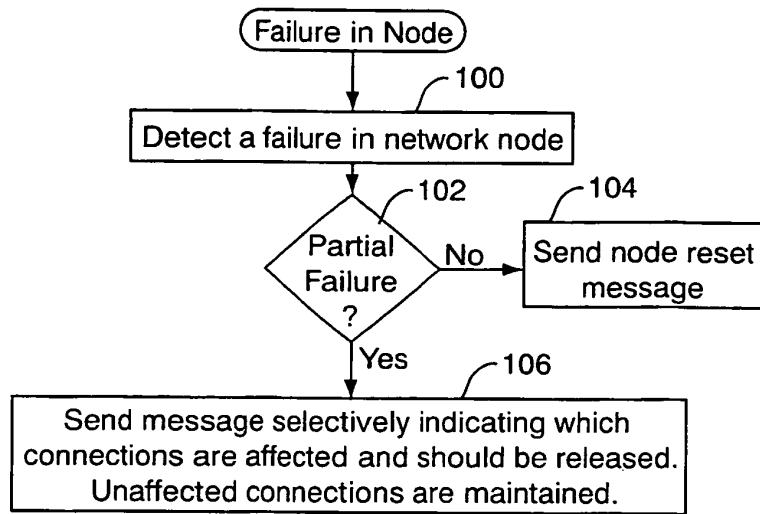 Failure in Node
100
Detect a failure in network node
102
Partial
Failure
?
No
104
Send node reset
message
Yes
106
Send message selectively indicating which
connections are affected and should be released.
Unaffected connections are maintained.